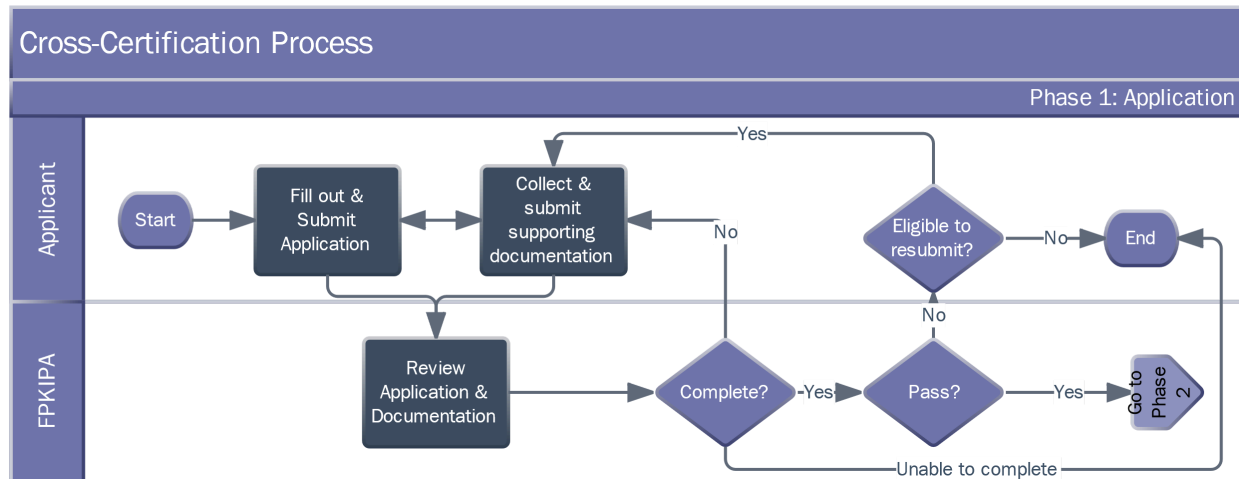 Cross-Certification Process
Phase 1: Application
Applicant
Start
Fill out &
Submit
Application
Collect &
submit
supporting
documentation
Yes
No
Eligible to
resubmit?
No
End
FPKIPA
Review
Application &
Documentation
Complete?
Yes
Pass?
No
Yes
Go to
Phase
2
Unable to complete